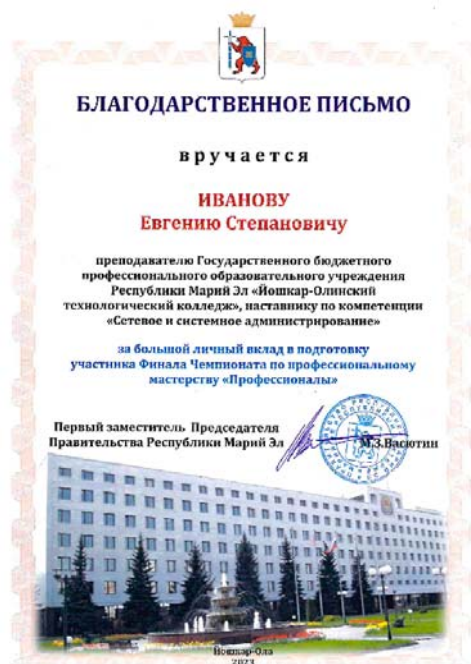 БЛАГОДАРСТВЕННОЕ ПИСЬМО
вручается
ИВАНОВУ
Евгению Степановичу
преподавателю Государственного бюджетного
профессионального образовательного учреждения
Республики Марий Эл «Йошкар-Олинский
технологический колледж», наставнику по компетенции
«Сетевое и системное администрирование»
за большой личный вклад в подготовку
участника Финала Чемпионата по профессиональному
мастерству «Профессионалы»
Первый заместитель Председателя
Правительства Республики Марий Эл М.З.Васютин
Йошкар-Ола
2023